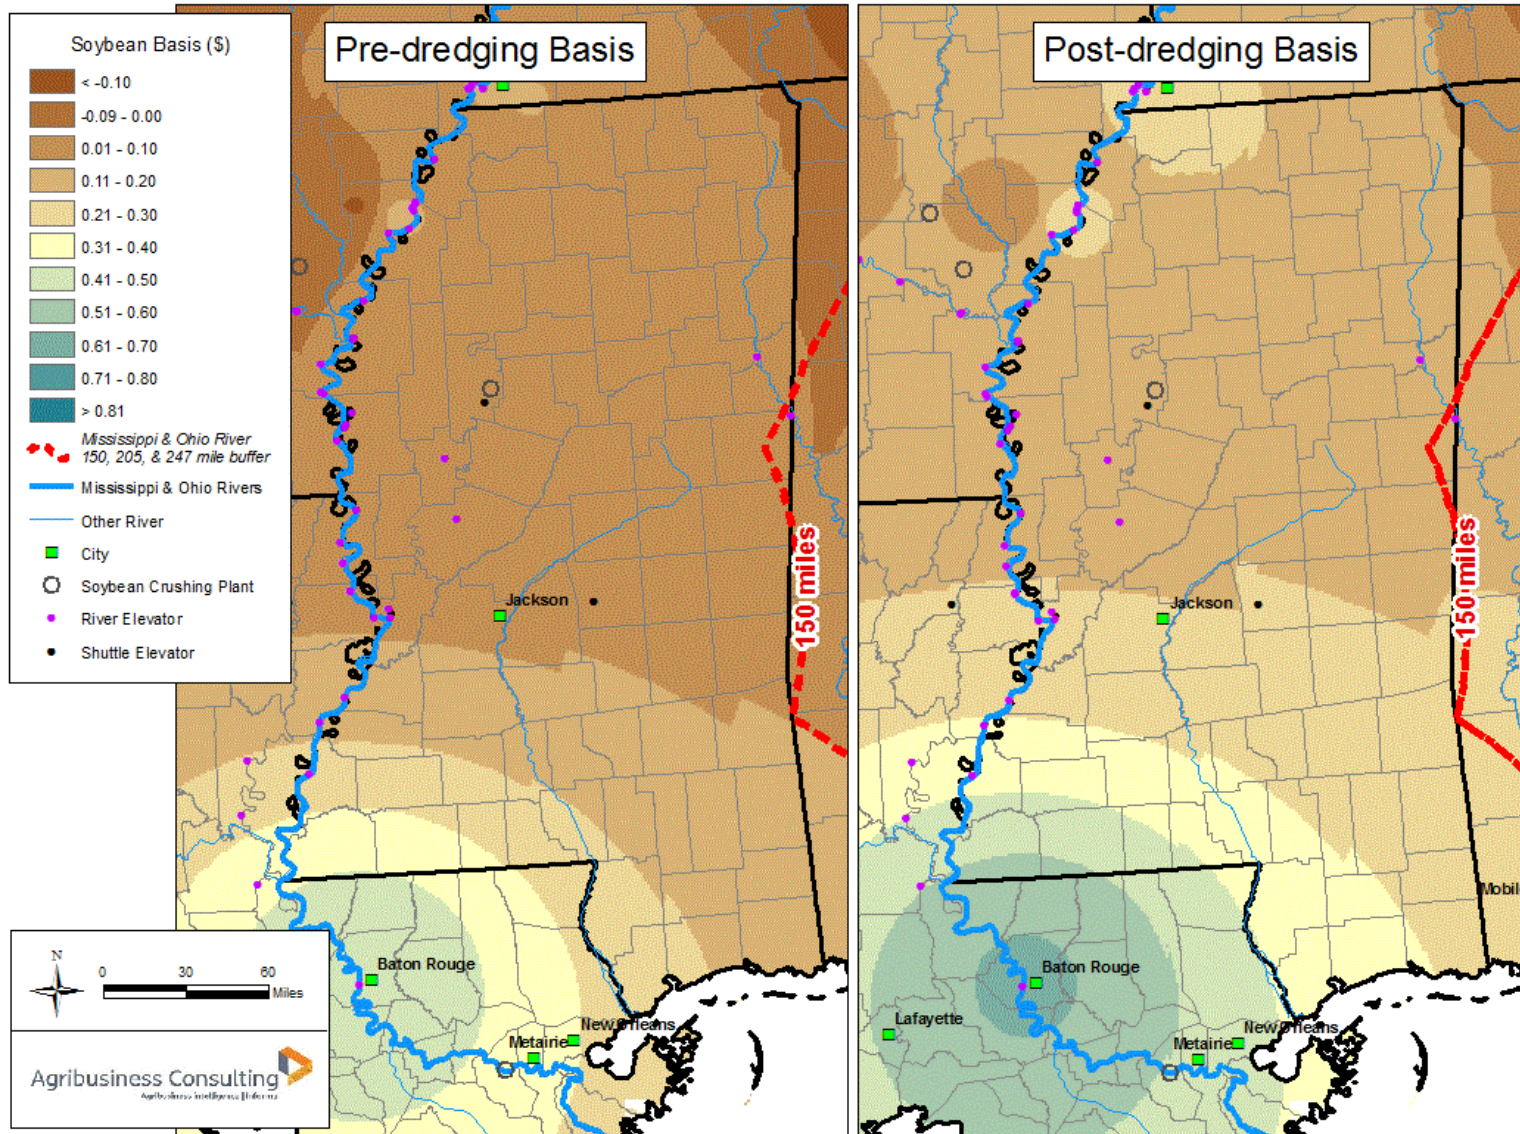 Soybean Basis ($)
< -0.10
-0.09 - 0.00
0.01 - 0.10
0.11 - 0.20
0.21 - 0.30
0.31 - 0.40
0.41 - 0.50
0.51 - 0.60
0.61 - 0.70
0.71 - 0.80
> 0.81
Mississippi & Ohio River
150, 205, & 247 mile buffer
Mississippi & Ohio Rivers
Other River
City
Soybean Crushing Plant
River Elevator
Shuttle Elevator
Pre-dredging Basis
Jackson
150 miles
Baton Rouge
New Orleans
Metairie
Post-dredging Basis
Jackson
150 miles
Mobil
Baton Rouge
Lafayette
New Orleans
Metairie
N
0 30 60
Miles
Agribusiness Consulting
Agribusiness intelligence | informa